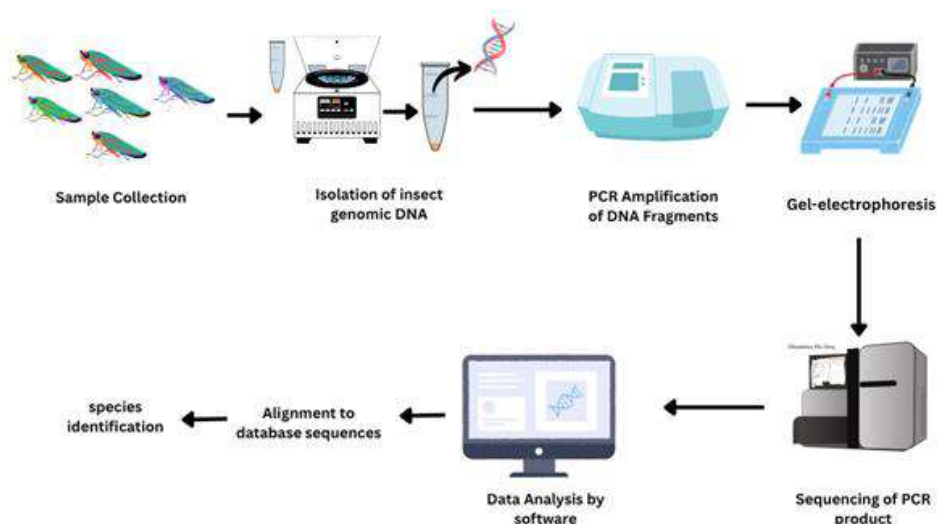 Sample Collection
Isolation of insect
genomic DNA
PCR Amplification
of DNA Fragments
Gel-electrophoresis
species
identification
Alignment to
database sequences
Data Analysis by
software
Sequencing of PCR
product